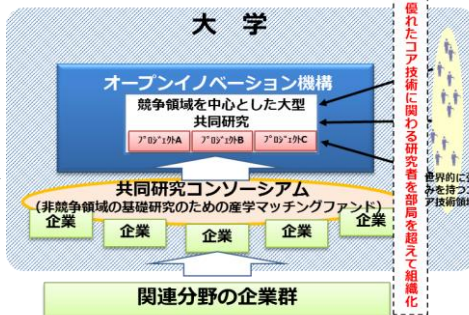 大 学
オープンイノベーション機構
競争領域を中心とした大型
共同研究
プロジェクトA
プロジェクトB
プロジェクトC
共同研究コンソーシアム
(非競争領域の基礎研究のための産学マッチングファンド)
企業
企業
企業
企業
企業
関連分野の企業群
優れたコア技術に関わる研究者を部局を超えて組織化
世界的に
みを持つ
ア技術領域